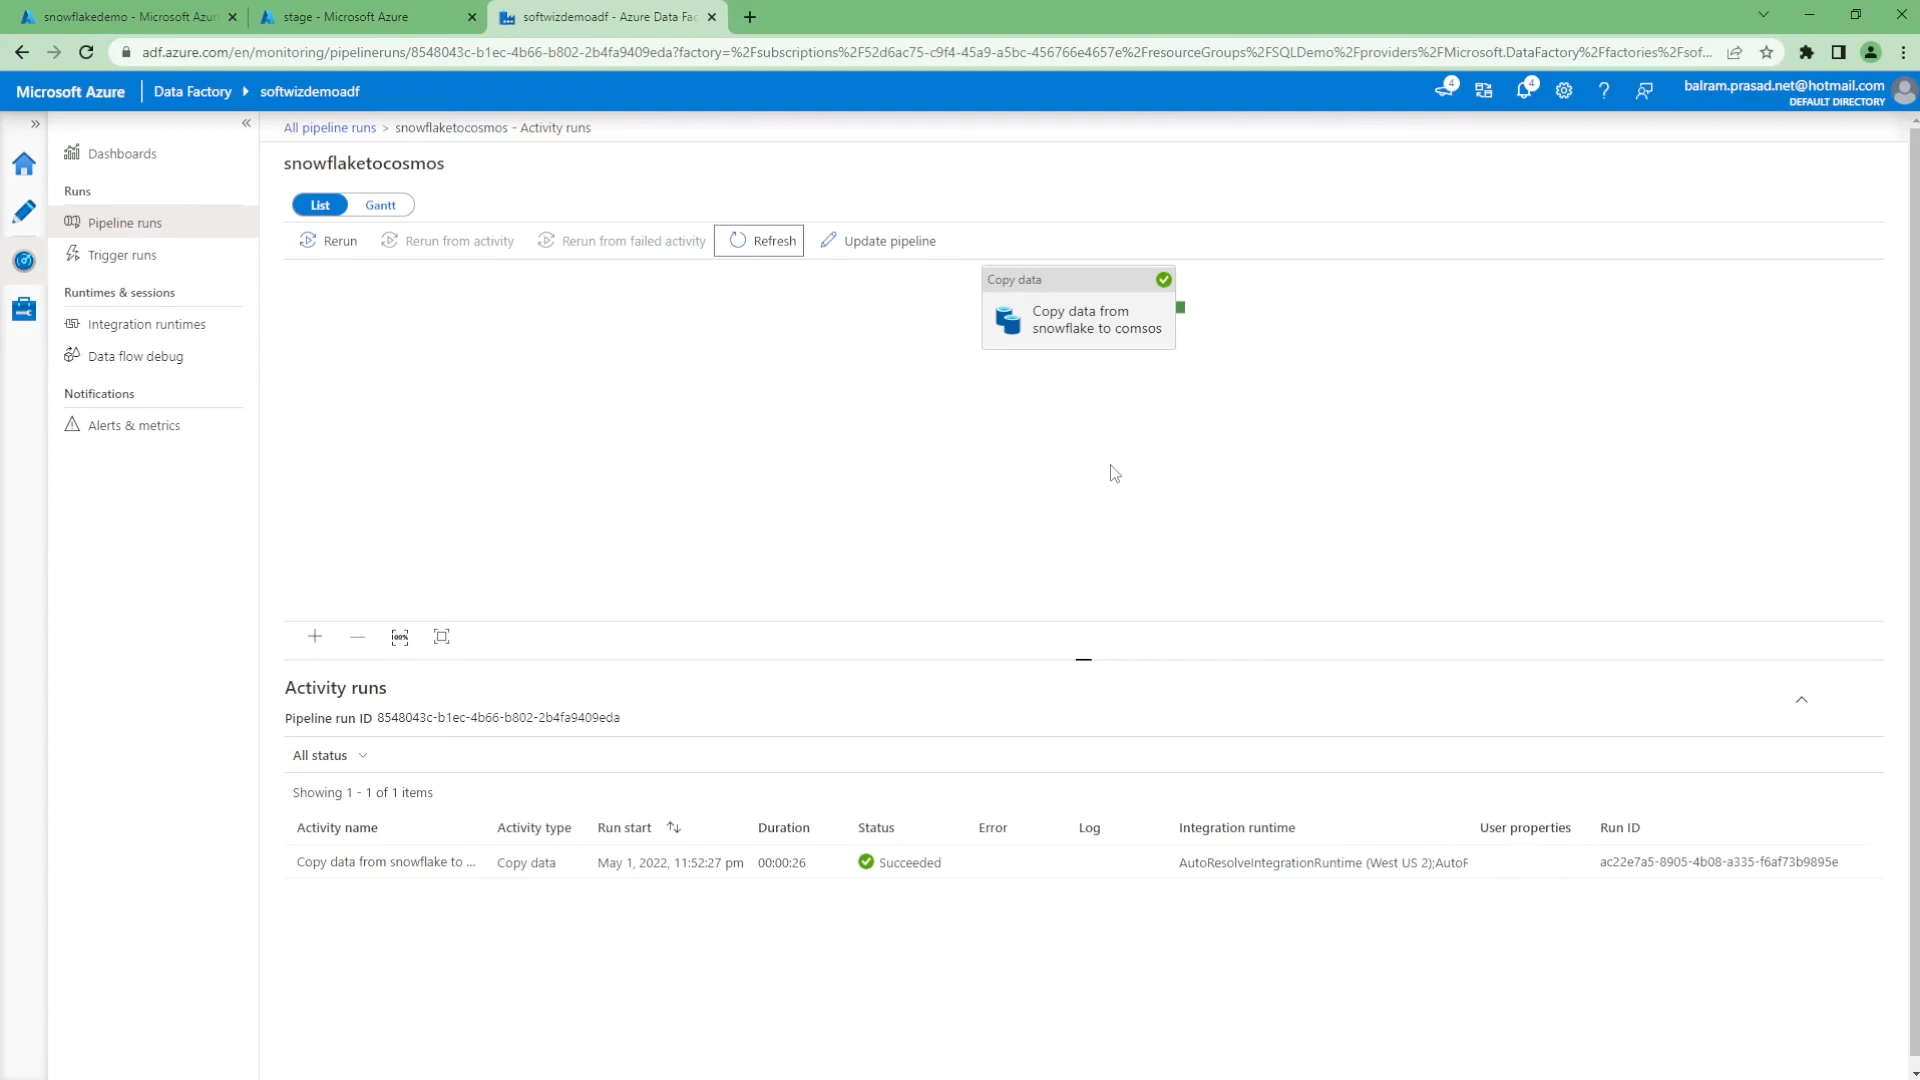 snowflakedemo - Microsoft Azur
stage - Microsoft Azure
softwizdemoadf - Azure Data Fac
adf.azure.com/en/monitoring/pipelineruns/8548043c-b1ec-4b66-b802-2b4fa9409eda?factory=%2Fsubscriptions%2F52d6ac75-c9f4-45a9-a5bc-456766e4657e%2FresourceGroups%2FSQLDemo%2Fproviders%2FMicrosoft.DataFactory%2Ffactories%2Fsof...
Microsoft Azure
Data Factory
softwizdemoadf
4
4
balram.prasad.net@hotmail.com
DEFAULT DIRECTORY
Dashboards
Runs
Pipeline runs
Trigger runs
Runtimes & sessions
Integration runtimes
Data flow debug
Notifications
Alerts & metrics
All pipeline runs > snowflaketocosmos - Activity runs
snowflaketocosmos
List
Gantt
Rerun
Rerun from activity
Rerun from failed activity
Refresh
Update pipeline
Copy data
Copy data from
snowflake to comsos
100%
Activity runs
Pipeline run ID 8548043c-b1ec-4b66-b802-2b4fa9409eda
All status
Showing 1 - 1 of 1 items
Activity name Activity type Run start Duration Status Error Log Integration runtime User properties Run ID
Copy data from snowflake to ... Copy data May 1, 2022, 11:52:27 pm 00:00:26 Succeeded AutoResolveIntegrationRuntime (West US 2);AutoR ac22e7a5-8905-4b08-a335-f6af73b9895e